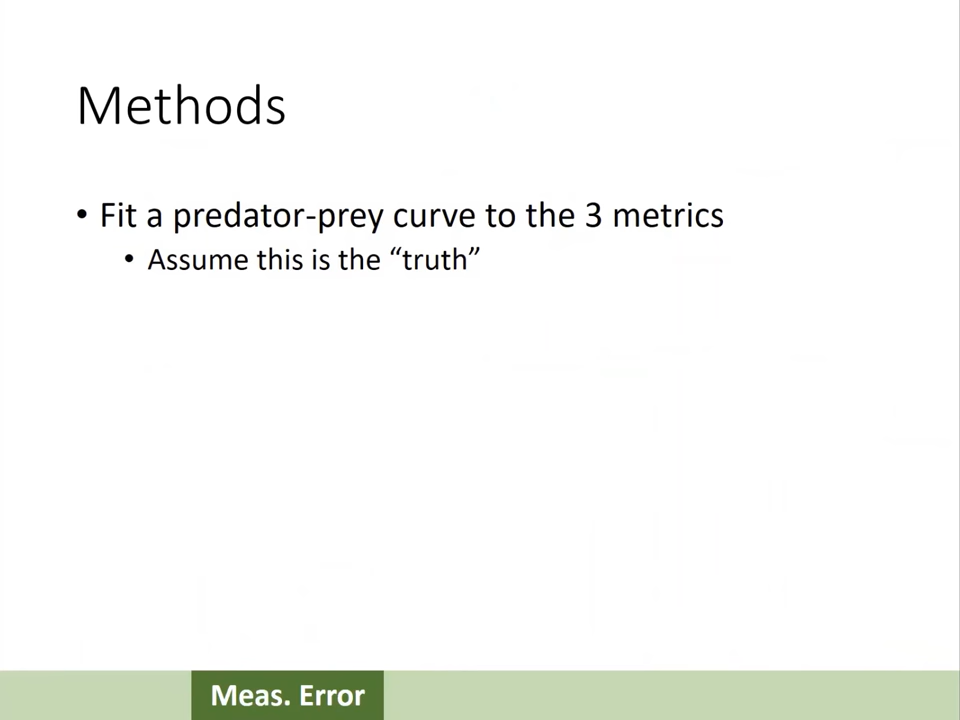 Methods
• Fit a predator-prey curve to the 3 metrics
• Assume this is the “truth”
Meas. Error